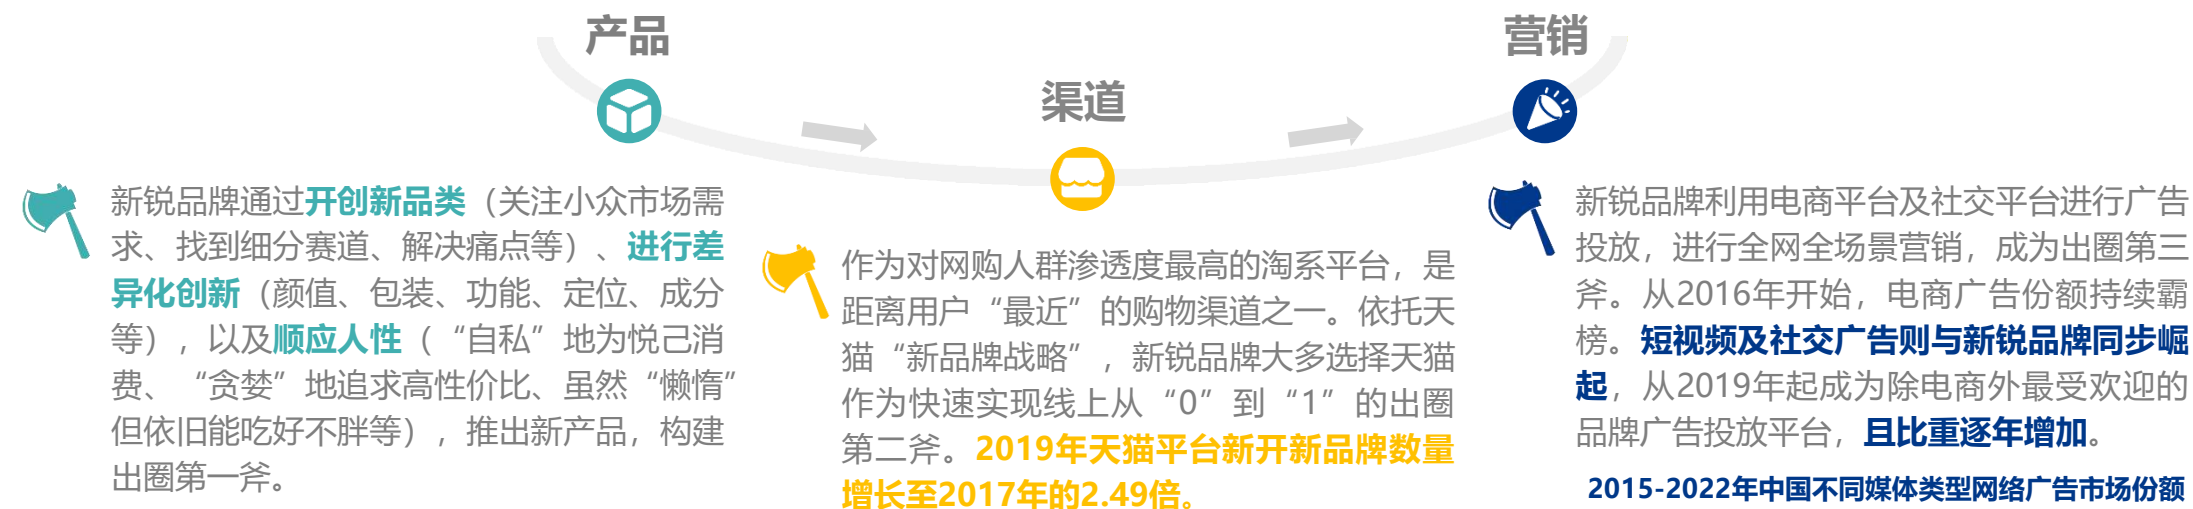 产品
新锐品牌通过开创新品类（关注小众市场需
求、找到细分赛道、解决痛点等）、进行差
异化创新（颜值、包装、功能、定位、成分
等），以及顺应人性（“自私”地为悦己消
费、“贪婪”地追求高性价比、虽然“懒惰”
但依旧能吃好不胖等），推出新产品，构建
出圈第一斧。
渠道
作为对网购人群渗透度最高的淘系平台，是
距离用户“最近”的购物渠道之一。依托天
猫“新品牌战略”，新锐品牌大多选择天猫
作为快速实现线上从“0”到“1”的出圈
第二斧。2019年天猫平台新开新品牌数量
增长至2017年的2.49倍。
营销
新锐品牌利用电商平台及社交平台进行广告
投放，进行全网全场景营销，成为出圈第三
斧。从2016年开始，电商广告份额持续霸
榜。短视频及社交广告则与新锐品牌同步崛
起，从2019年起成为除电商外最受欢迎的
品牌广告投放平台，且比重逐年增加。
2015-2022年中国不同媒体类型网络广告市场份额